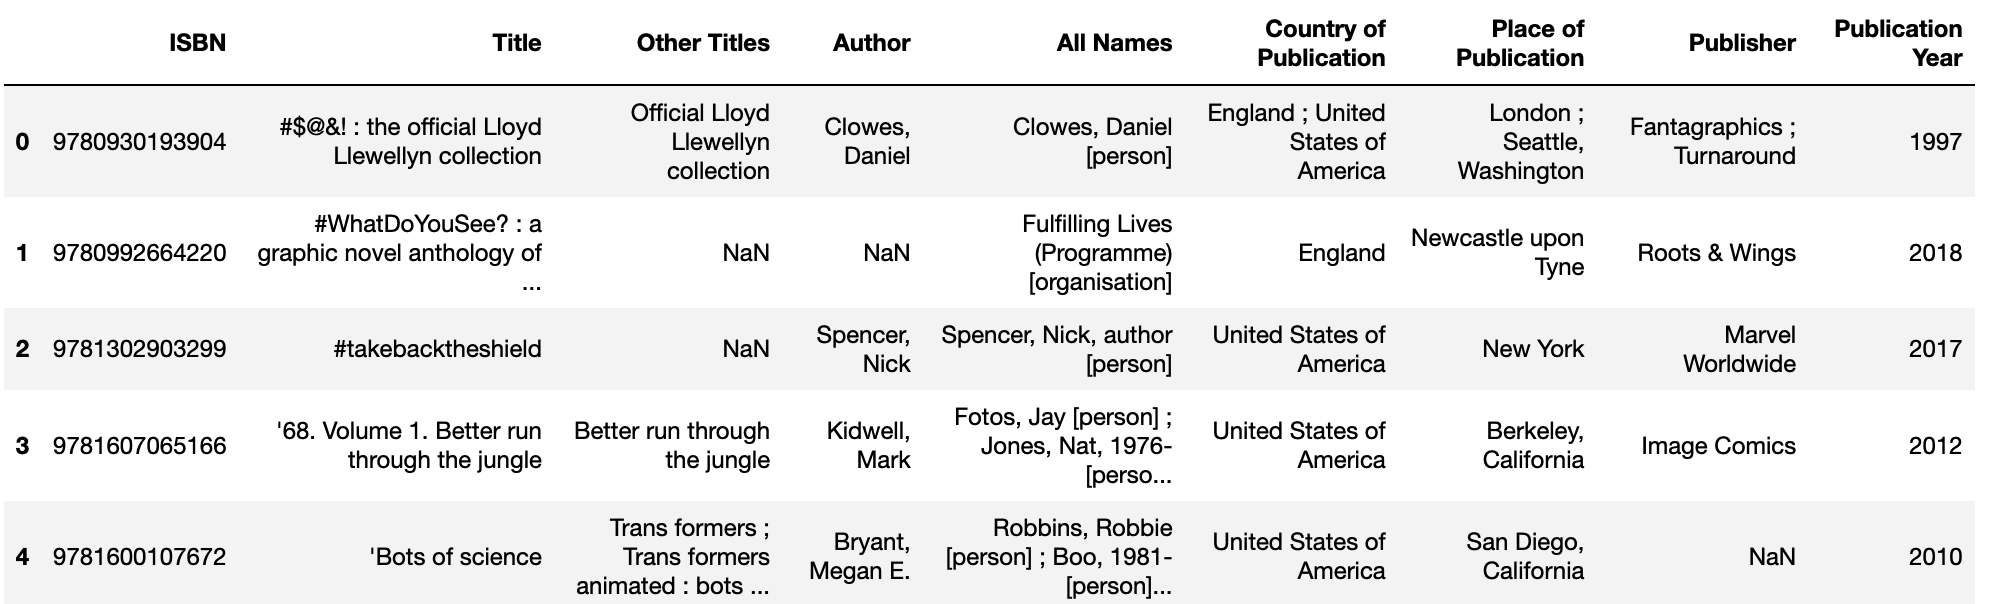 ISBN Title Other Titles Author All Names Country of Publication Place of Publication Publisher Publication Year
0 9780930193904 #$@&! : the official Lloyd Llewellyn collection Official Lloyd Llewellyn collection Clowes, Daniel Clowes, Daniel [person] England ; United States of America London ; Seattle, Washington Fantagraphics ; Turnaround 1997
1 9780992664220 #WhatDoYouSee? : a graphic novel anthology of ... NaN NaN Fulfilling Lives (Programme) [organisation] England Newcastle upon Tyne Roots & Wings 2018
2 9781302903299 #takebacktheshield NaN Spencer, Nick Spencer, Nick, author [person] United States of America New York Marvel Worldwide 2017
3 9781607065166 '68. Volume 1. Better run through the jungle Better run through the jungle Kidwell, Mark Fotos, Jay [person] ; Jones, Nat, 1976- [perso... United States of America Berkeley, California Image Comics 2012
4 9781600107672 'Bots of science Trans formers ; Trans formers animated : bots ... Bryant, Megan E. Robbins, Robbie [person] ; Boo, 1981- [person]... United States of America San Diego, California NaN 2010